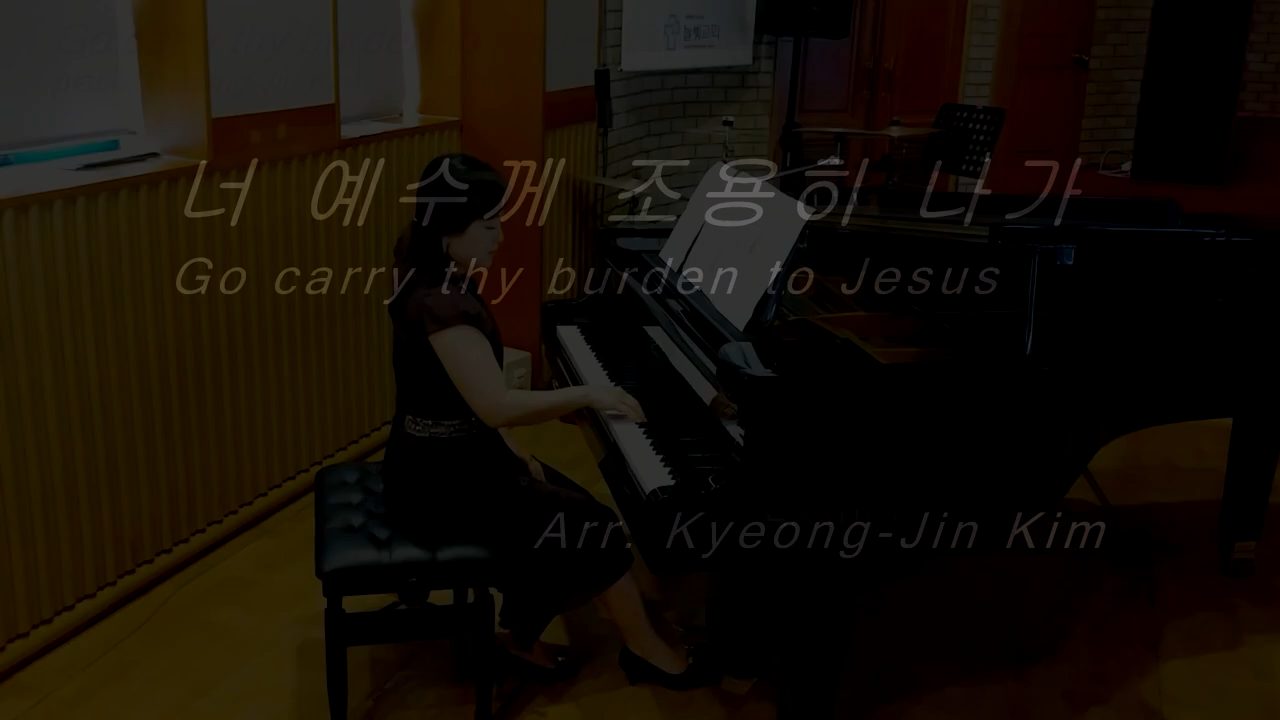 너 예수께 조용히 나가
Go carry thy burden to Jesus
Arr. Kyeong-Jin Kim